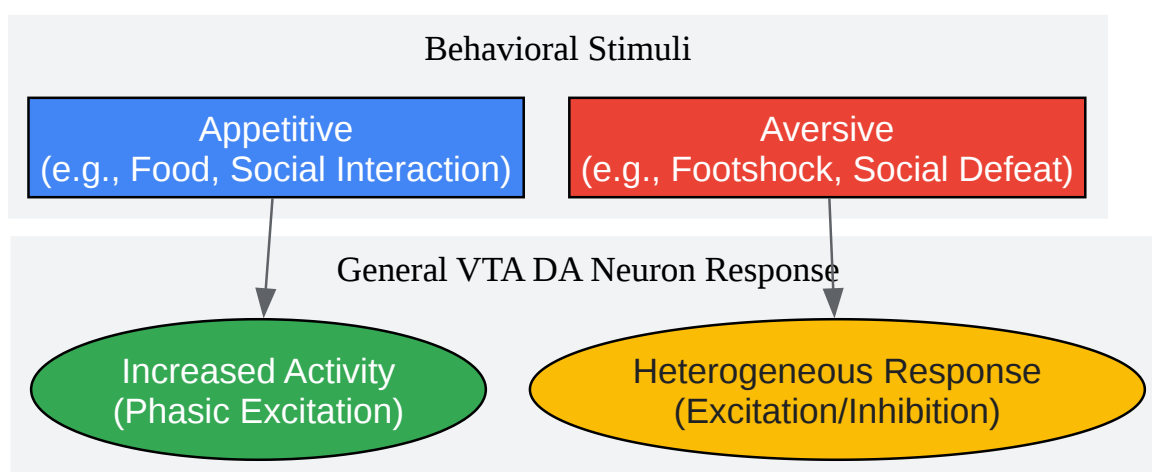 Behavioral Stimuli
Appetitive
(e.g., Food, Social Interaction)
Aversive
(e.g., Footshock, Social Defeat)
General VTA DA Neuron Response
Increased Activity
(Phasic Excitation)
Heterogeneous Response
(Excitation/Inhibition)